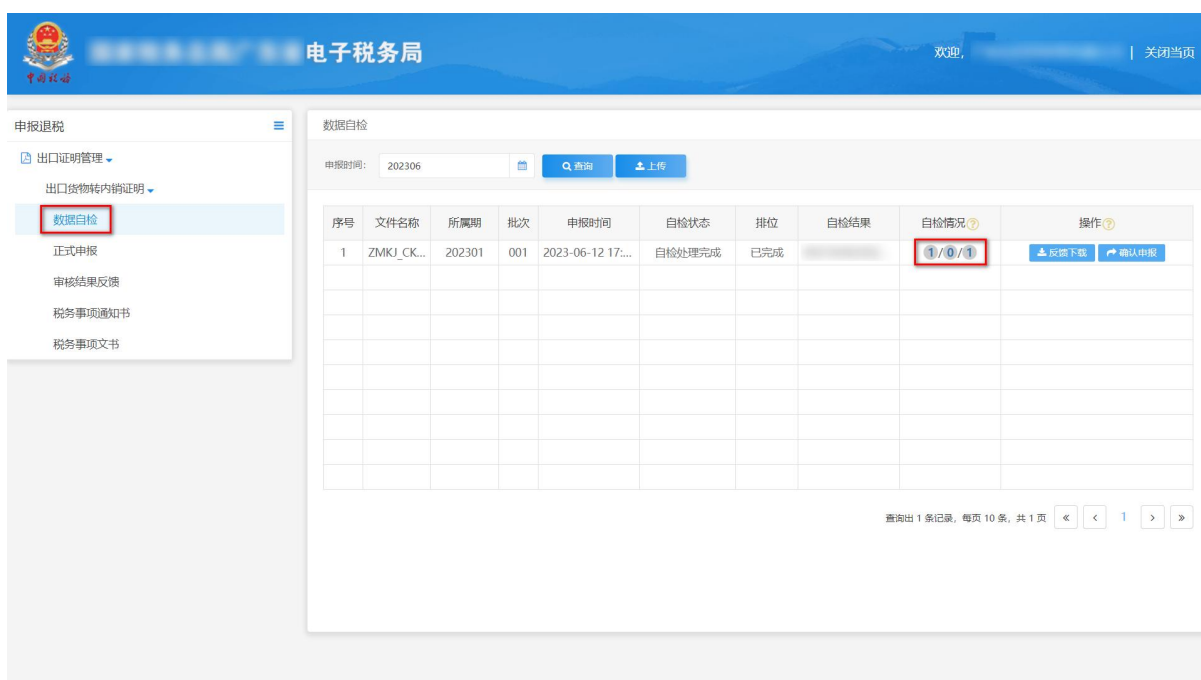 电子税务局
欢迎,
| 关闭当页
中国税务
申报退税
出口证明管理
出口货物转内销证明
数据自检
正式申报
审核结果反馈
税务事项通知书
税务事项文书
数据自检
申报时间: 202306 查询 上传
序号 文件名称 所属期 批次 申报时间 自检状态 排位 自检结果 自检情况? 操作?
1 ZMKJ_CK... 202301 001 2023-06-12 17:... 自检处理完成 已完成 1/0/1 反馈下载 确认申报
查询出 1 条记录, 每页 10 条, 共 1 页 « < 1 > »